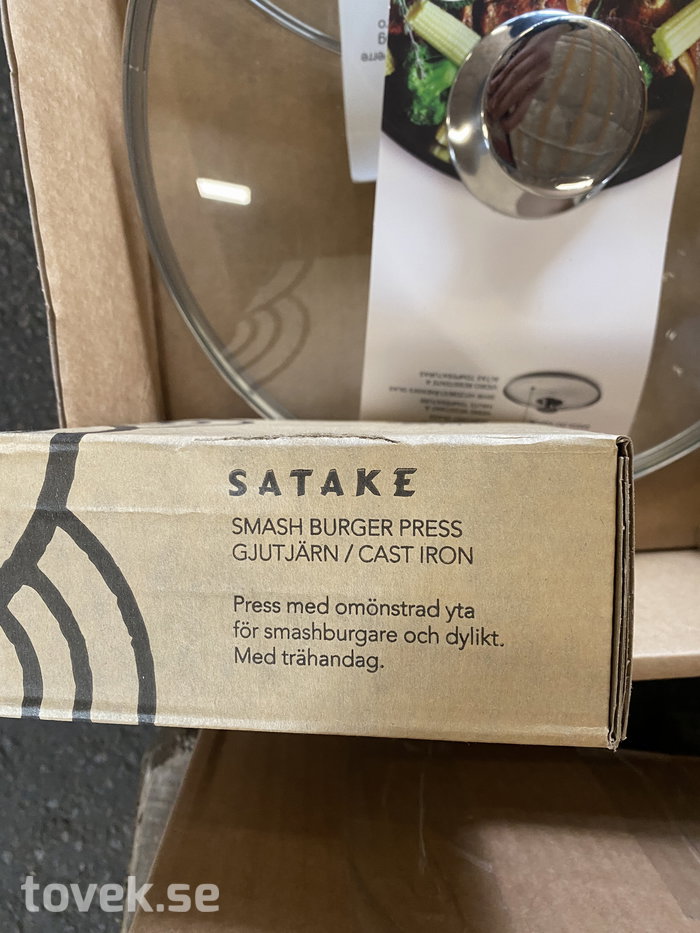 SATAKE
SMASH BURGER PRESS
GJUTJÄRN / CAST IRON
Press med omönstrad yta
för smashburgare och dylikt.
Med trähandag.
tovek.se